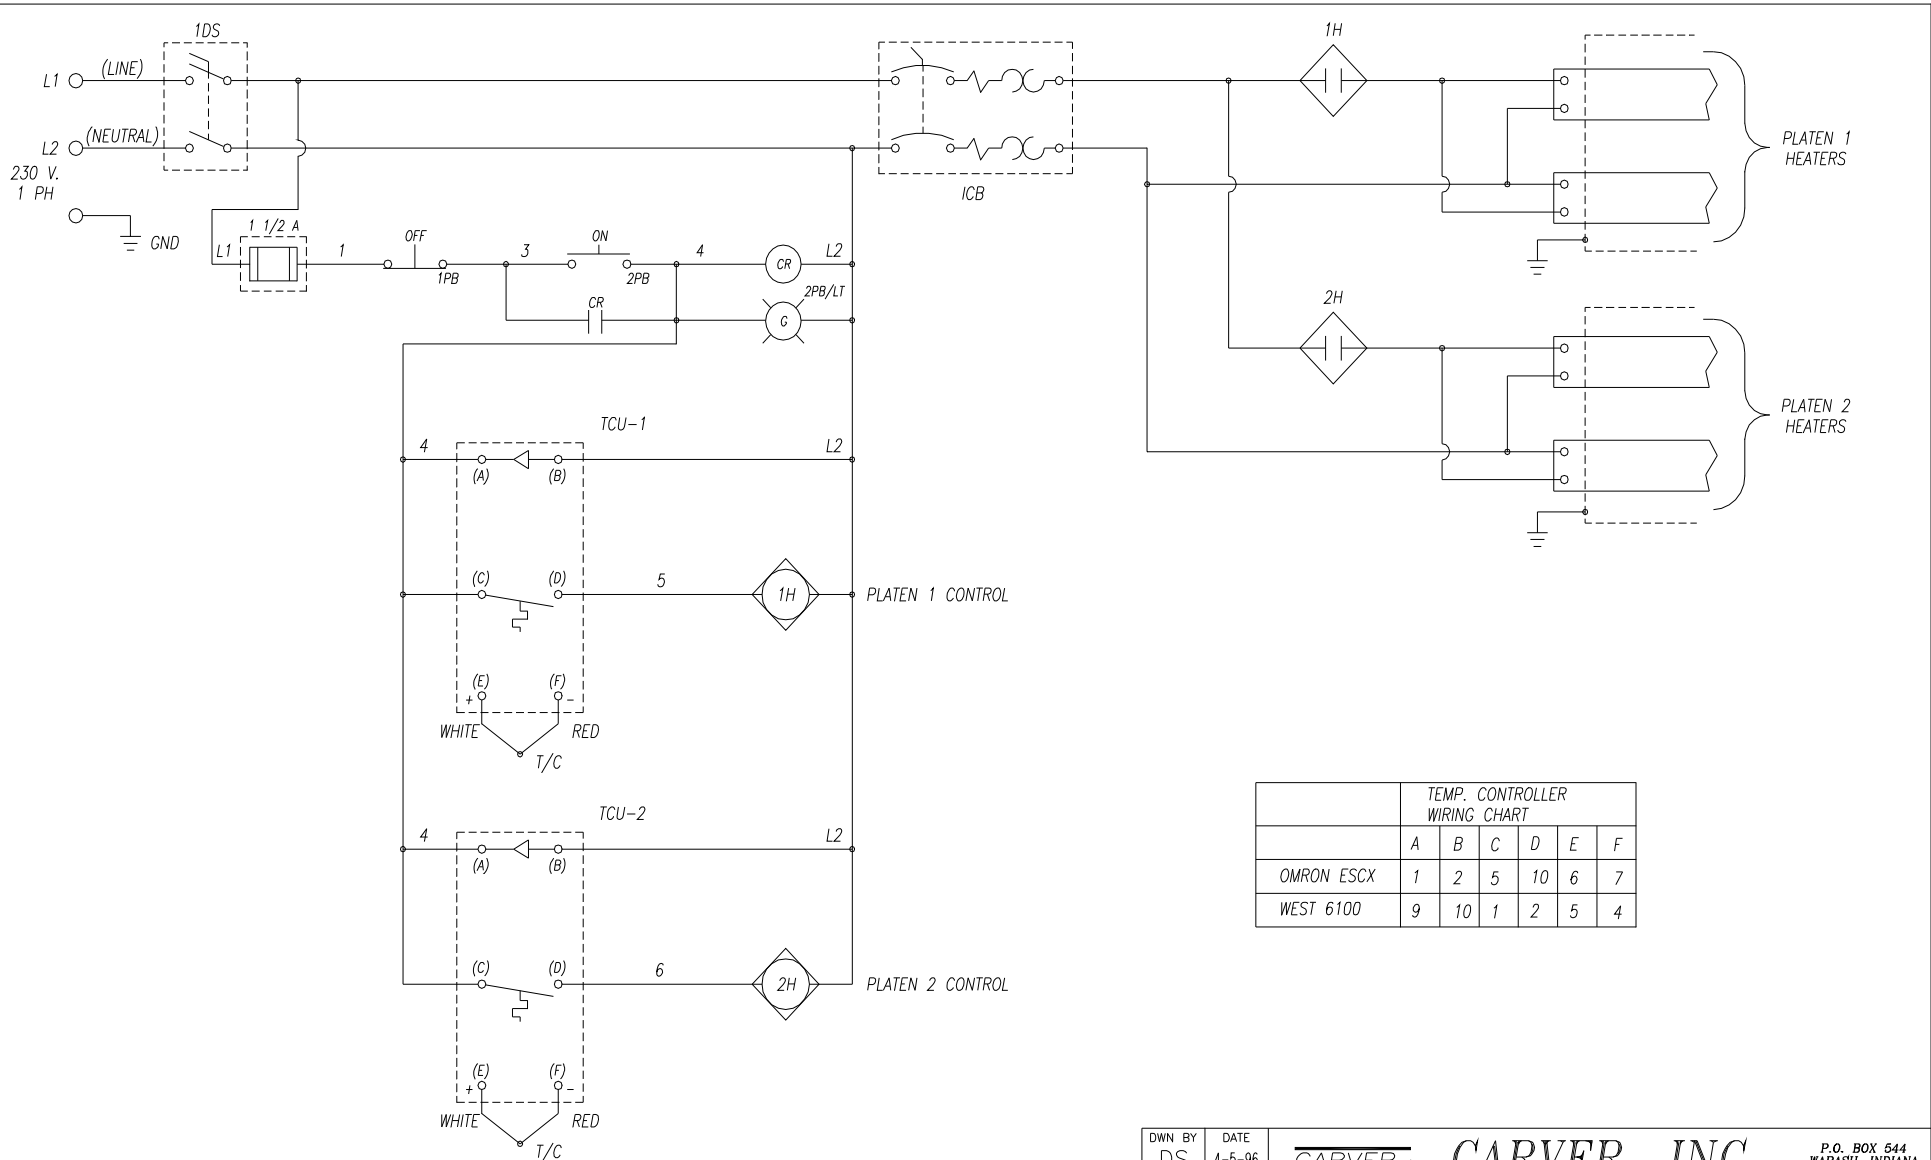 1DS
1H
L1 (LINE)
(NEUTRAL)
L2
230 V.
1 PH
GND
ICB
PLATEN 1
HEATERS
1 1/2 A
L1
1
OFF
1PB
3
ON
2PB
4
CR
L2
CR
2PB/LT
G
2H
PLATEN 2
HEATERS
TCU-1
4
L2
(A) (B)
(C) (D)
5
1H
PLATEN 1 CONTROL
(E) (F)
+ -
WHITE RED
T/C
TEMP. CONTROLLER
WIRING CHART
A B C D E F
OMRON ESCX 1 2 5 10 6 7
WEST 6100 9 10 1 2 5 4
TCU-2
4
L2
(A) (B)
(C) (D)
6
2H
PLATEN 2 CONTROL
(E) (F)
+ -
WHITE RED
T/C
DWN BY DATE
DS 4-5-96
CARVER
CARVER INC
P.O. BOX 544
WABASH, INDIANA